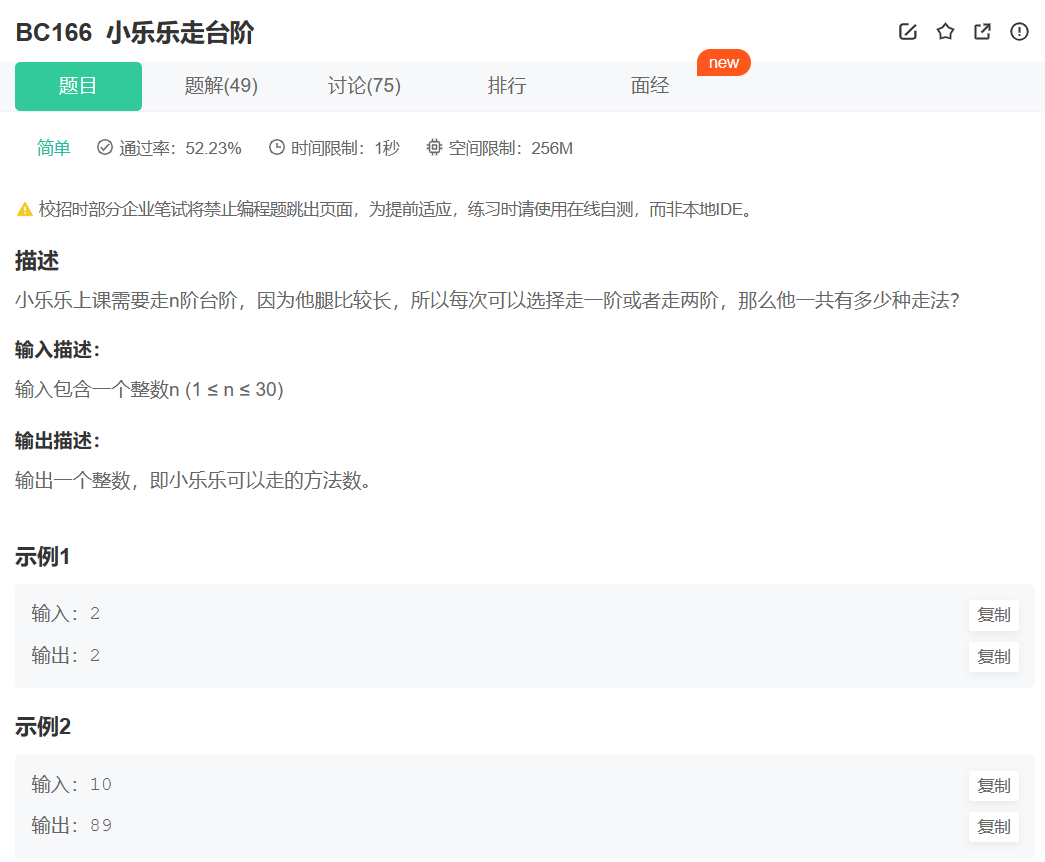 BC166 小乐乐走台阶
题目 题解(49) 讨论(75) 排行 面经 new
简单 通过率：52.23% 时间限制：1秒 空间限制：256M
校招时部分企业笔试将禁止编程题跳出页面，为提前适应，练习时请使用在线自测，而非本地IDE。
描述
小乐乐上课需要走n阶台阶，因为他腿比较长，所以每次可以选择走一阶或者走两阶，那么他一共有多少种走法？
输入描述：
输入包含一个整数n (1 ≤ n ≤ 30)
输出描述：
输出一个整数，即小乐乐可以走的方法数。
示例1
输入：2 复制
输出：2 复制
示例2
输入：10 复制
输出：89 复制